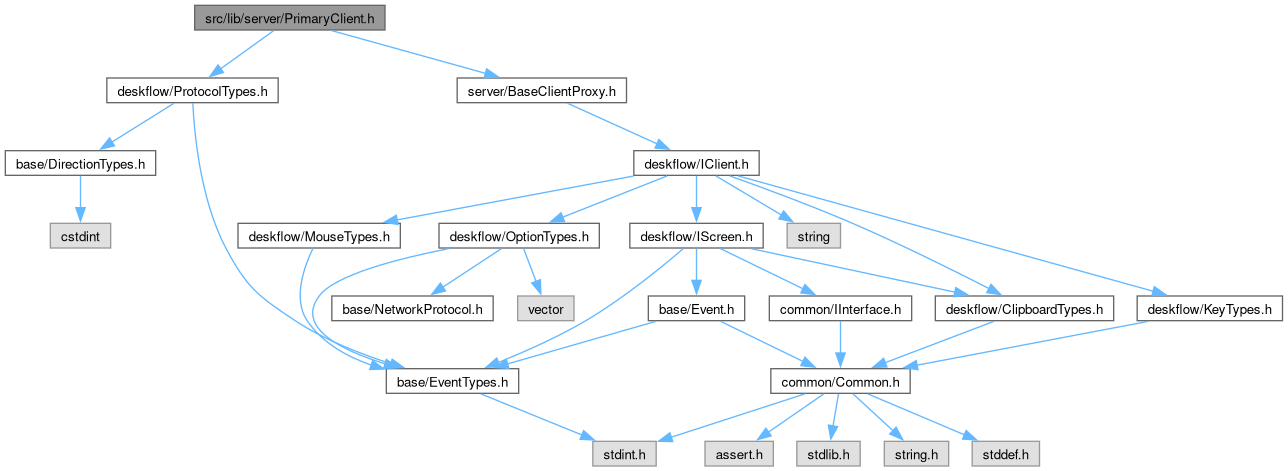 src/lib/server/PrimaryClient.h
deskflow/ProtocolTypes.h
server/BaseClientProxy.h
base/DirectionTypes.h
deskflow/IClient.h
cstdint
deskflow/MouseTypes.h
deskflow/OptionTypes.h
deskflow/IScreen.h
string
base/NetworkProtocol.h
vector
base/Event.h
common/IInterface.h
deskflow/ClipboardTypes.h
deskflow/KeyTypes.h
base/EventTypes.h
common/Common.h
stdint.h
assert.h
stdlib.h
string.h
stddef.h